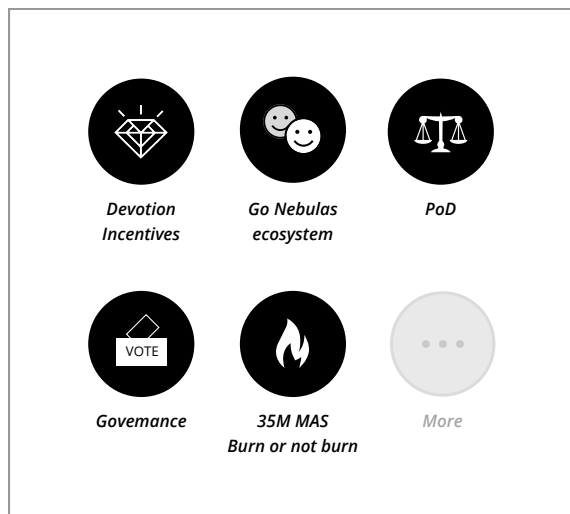 Devotion
Incentives
Go Nebulas
ecosystem
PoD
VOTE
Govemance
35M MAS
Burn or not burn
More